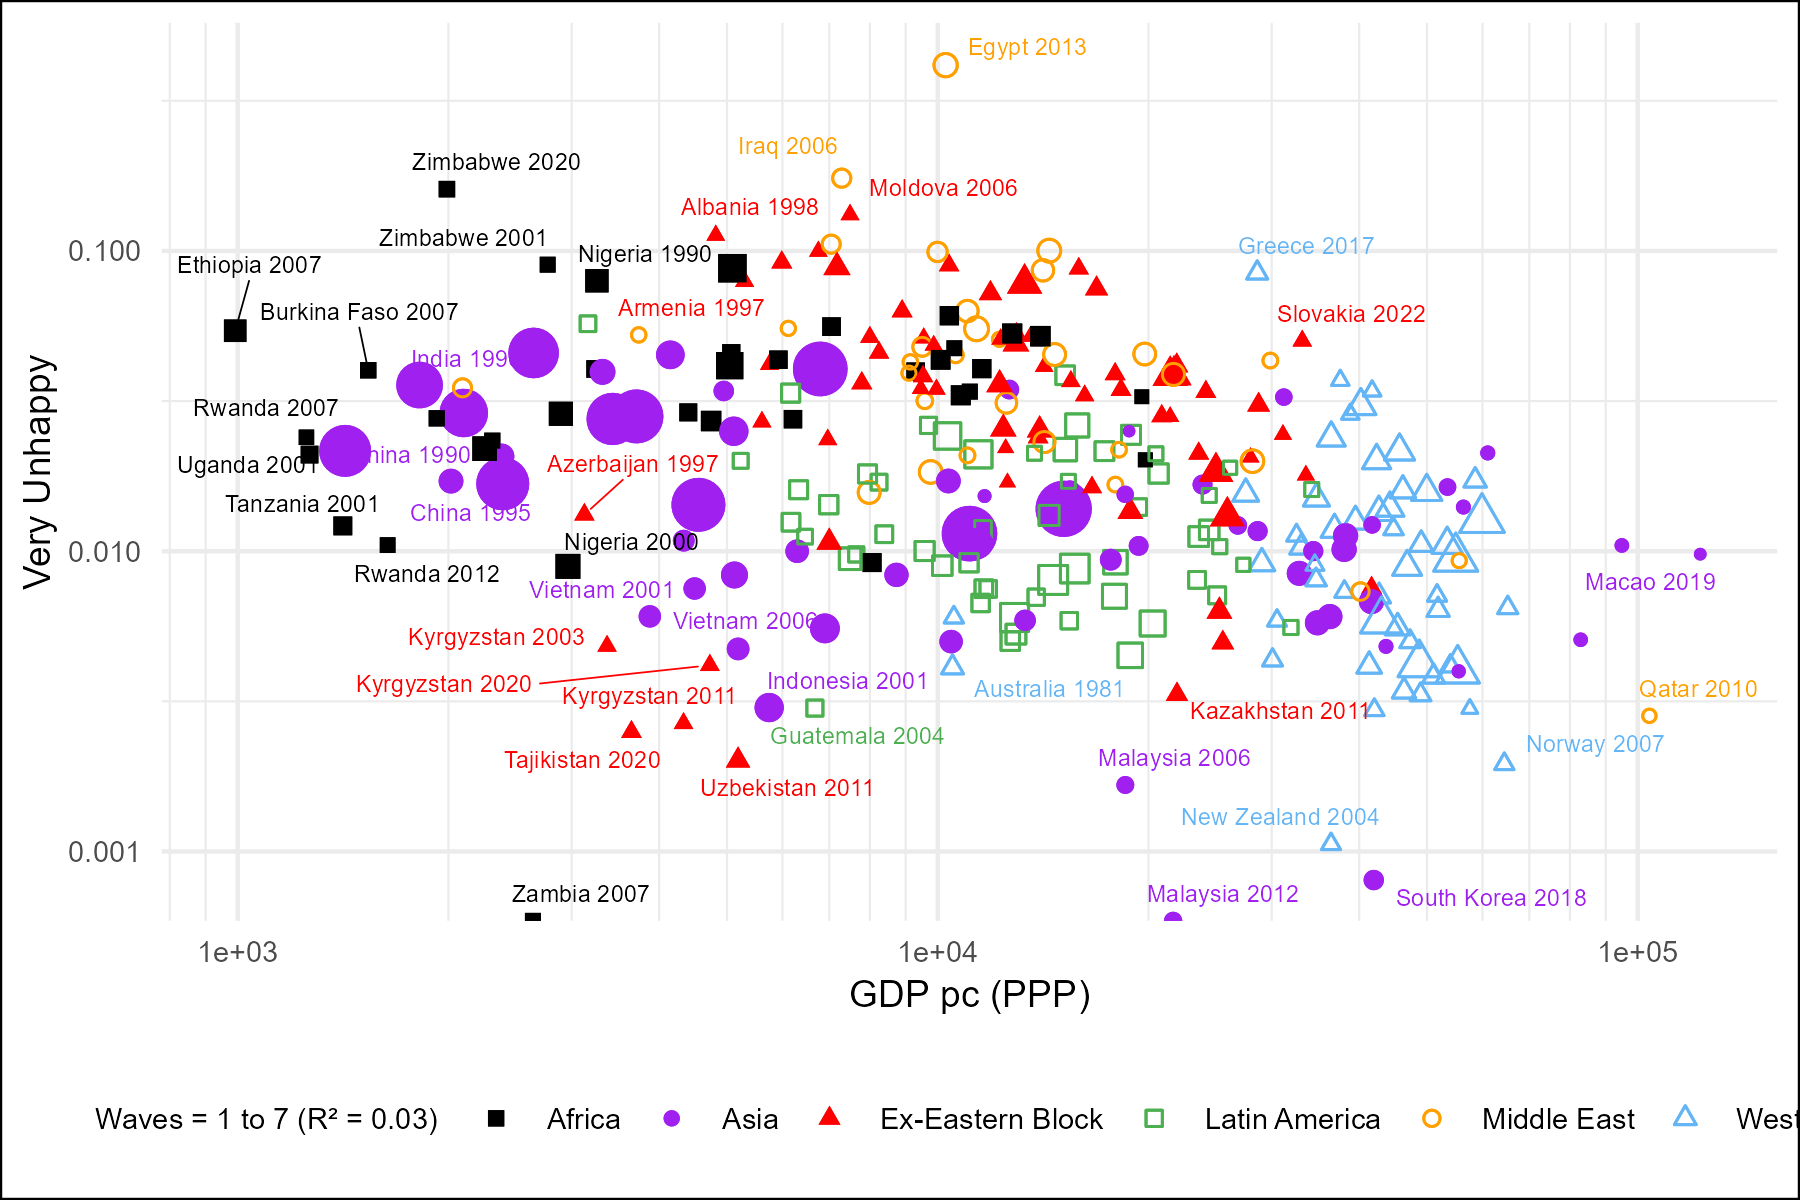 Egypt 2013
Iraq 2006
Zimbabwe 2020
Moldova 2006
Albania 1998
Zimbabwe 2001
Greece 2017
Nigeria 1990
0.100
Ethiopia 2007
Armenia 1997
Burkina Faso 2007
Slovakia 2022
India 199
Rwanda 2007
Very Unhappy
Uganda 2001
hina 1990
Azerbaijan 1997
Tanzania 2001
China 1995
0.010
Nigeria 2000
Rwanda 2012
Macao 2019
Vietnam 2001
Vietnam 2006
Kyrgyzstan 2003
Kyrgyzstan 2020
Indonesia 2001
Australia 1981
Qatar 2010
Kyrgyzstan 2011
Kazakhstan 2011
Guatemala 2004
Norway 2007
Tajikistan 2020
Malaysia 2006
Uzbekistan 2011
New Zealand 2004
0.001
Zambia 2007
Malaysia 2012
South Korea 2018
1e+03 1e+04 1e+05
GDP pc (PPP)
Waves = 1 to 7 (R² = 0.03) Africa Asia Ex-Eastern Block Latin America Middle East West